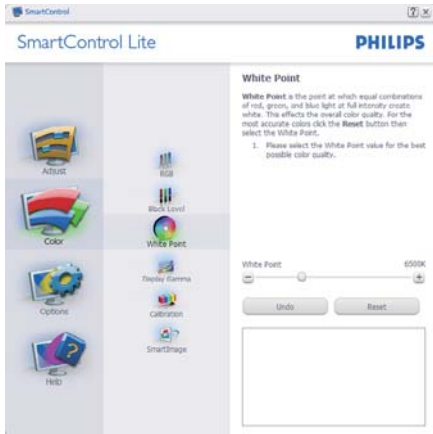 SmartControl
SmartControl Lite
PHILIPS
Adjust
Color
Options
Help
RGB
Black Level
White Point
Display Gamma
Calibration
SmartImage
White Point
White Point is the point at which equal combinations
of red, green, and blue light at full intensity create
white. This effects the overall color quality. For the
most accurate colors click the Reset button then
select the White Point.
1. Please select the White Point value for the best
possible color quality.
White Point 6500K
Undo Reset